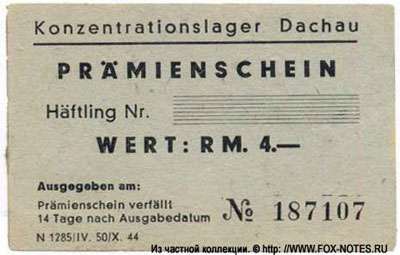 Konzentrationslager Dachau
PRÄMIENSCHEIN
Häftling Nr.
WERT: RM. 4.—
Ausgegeben am:
Prämienschein verfällt
14 Tage nach Ausgabedatum
№ 187107
N 1285/IV. 50/X. 44
Из частной коллекции. © http://WWW.FOX-NOTES.RU